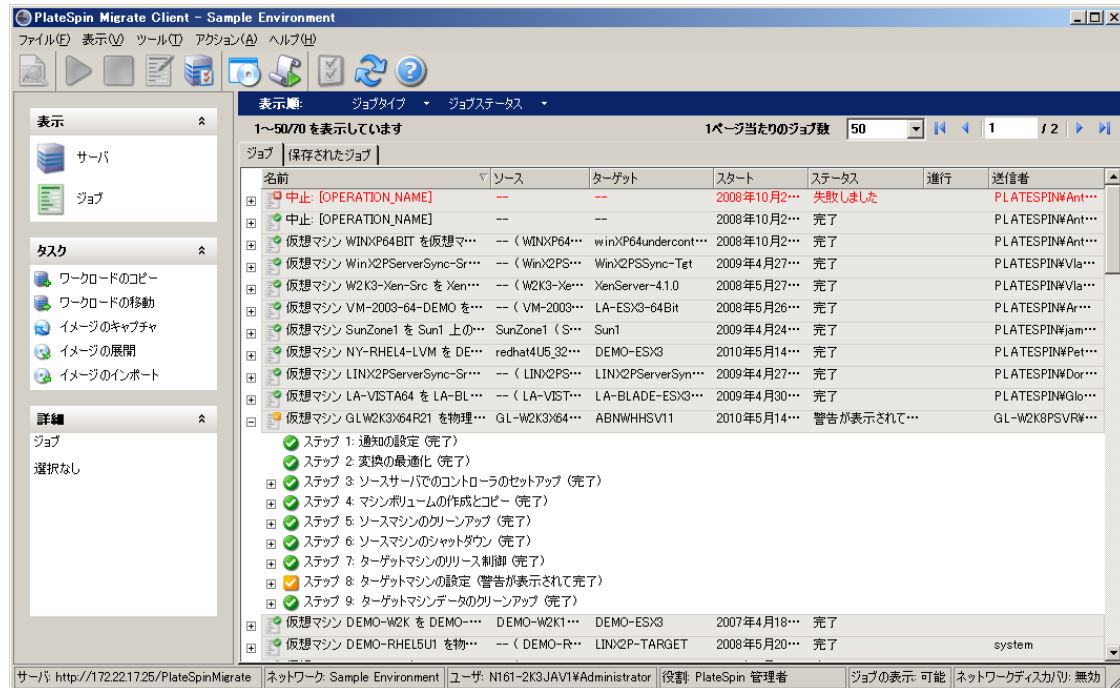 PlateSpin Migrate Client - Sample Environment
ファイル(F) 表示(V) ツール(T) アクション(A) ヘルプ(H)
表示
サーバ
ジョブ
タスク
ワークロードのコピー
ワークロードの移動
イメージのキャプチャ
イメージの展開
イメージのインポート
詳細
ジョブ
選択なし
表示順: ジョブタイプ ジョブステータス
1～50/70 を表示しています 1ページ当たりのジョブ数 50 1 / 2
ジョブ 保存されたジョブ
名前 ソース ターゲット スタート ステータス 進行 送信者
中止: [OPERATION_NAME] -- -- 2008年10月2… 失敗しました PLATESPIN¥Ant…
中止: [OPERATION_NAME] -- -- 2008年10月2… 完了 PLATESPIN¥Ant…
仮想マシン WINXP64BIT を仮想マ… -- ( WINXP64… winXP64undercont… 2008年10月2… 完了 PLATESPIN¥Ant…
仮想マシン WinX2PServerSync-Sr… -- ( WinX2PS… WinX2PSSync-Tgt 2009年4月27… 完了 PLATESPIN¥Vla…
仮想マシン W2K3-Xen-Src を Xen… -- ( W2K3-Xe… XenServer-4.1.0 2008年5月27… 完了 PLATESPIN¥Vla…
仮想マシン VM-2003-64-DEMO を… -- ( VM-2003… LA-ESX3-64Bit 2008年5月26… 完了 PLATESPIN¥Ar…
仮想マシン SunZone1 を Sun1 上の… SunZone1 ( S… Sun1 2009年4月24… 完了 PLATESPIN¥jam…
仮想マシン NY-RHEL4-LVM を DE… redhat4U5_32… DEMO-ESX3 2010年5月14… 完了 PLATESPIN¥Pet…
仮想マシン LINX2PServerSync-Sr… -- ( LINX2PS… LINX2PServerSyn… 2009年4月27… 完了 PLATESPIN¥Dor…
仮想マシン LA-VISTA64 を LA-BL… -- ( LA-VIST… LA-BLADE-ESX3… 2009年4月30… 完了 PLATESPIN¥Glo…
仮想マシン GLW2K3X64R21 を物理… GL-W2K3X64… ABNWHHSV11 2010年5月14… 警告が表示されて… GL-W2K8PSVR¥…
ステップ 1: 通知の設定 (完了)
ステップ 2: 変換の最適化 (完了)
ステップ 3: ソースサーバでのコントローラのセットアップ (完了)
ステップ 4: マシンボリュームの作成とコピー (完了)
ステップ 5: ソースマシンのクリーンアップ (完了)
ステップ 6: ソースマシンのシャットダウン (完了)
ステップ 7: ターゲットマシンのリリース制御 (完了)
ステップ 8: ターゲットマシンの設定 (警告が表示されて完了)
ステップ 9: ターゲットマシンデータのクリーンアップ (完了)
仮想マシン DEMO-W2K を DEMO-… DEMO-W2K1… DEMO-ESX3 2007年4月18… 完了
仮想マシン DEMO-RHEL5U1 を物… -- ( DEMO-R… LINX2P-TARGET 2008年5月20… 完了 system
サーバ: http://172.22.17.25/PlateSpinMigrate ネットワーク: Sample Environment ユーザ: N161-2K3JAV1¥Administrator 役割: PlateSpin 管理者 ジョブの表示: 可能 ネットワークディスカバリ: 無効